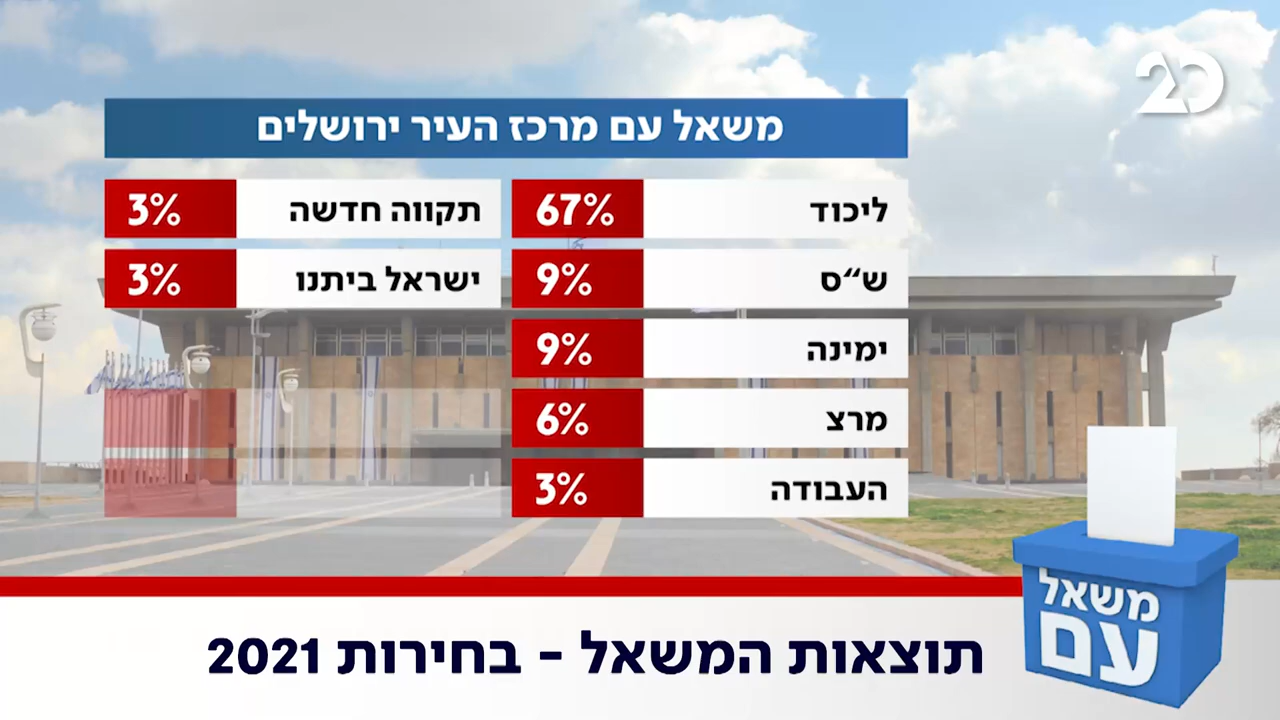 20
משאל עם מרכז העיר ירושלים
ליכוד 67%
ש“ס 9%
ימינה 9%
מרצ 6%
העבודה 3%
תקווה חדשה 3%
ישראל ביתנו 3%
משאל
עם
תוצאות המשאל - בחירות 2021